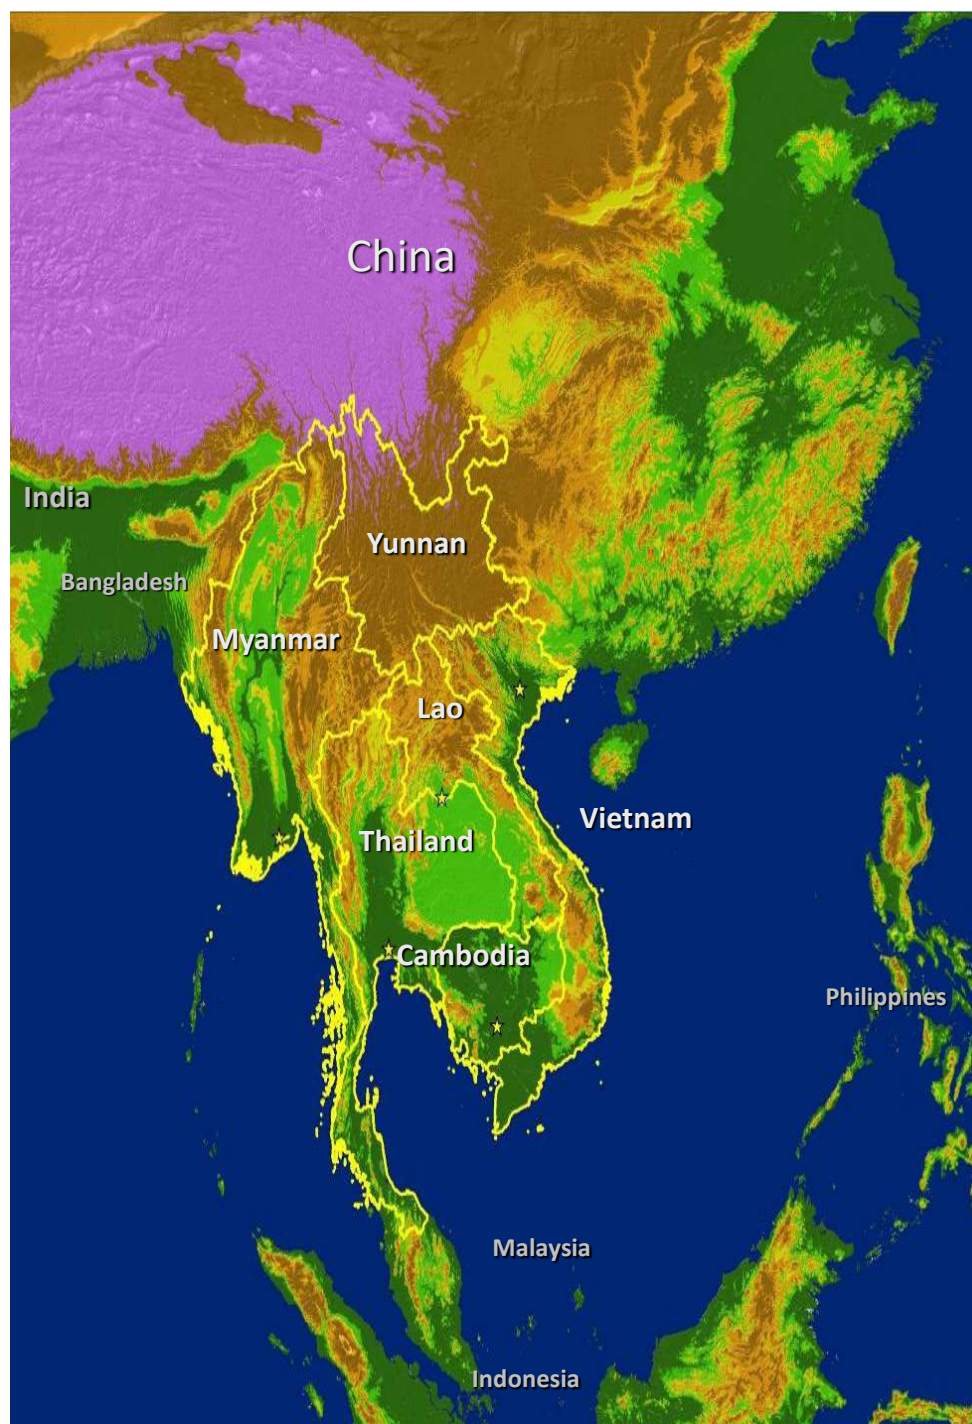 China
India
Yunnan
Bangladesh
Myanmar
Lao
Vietnam
Thailand
Cambodia
Philippines
Malaysia
Indonesia